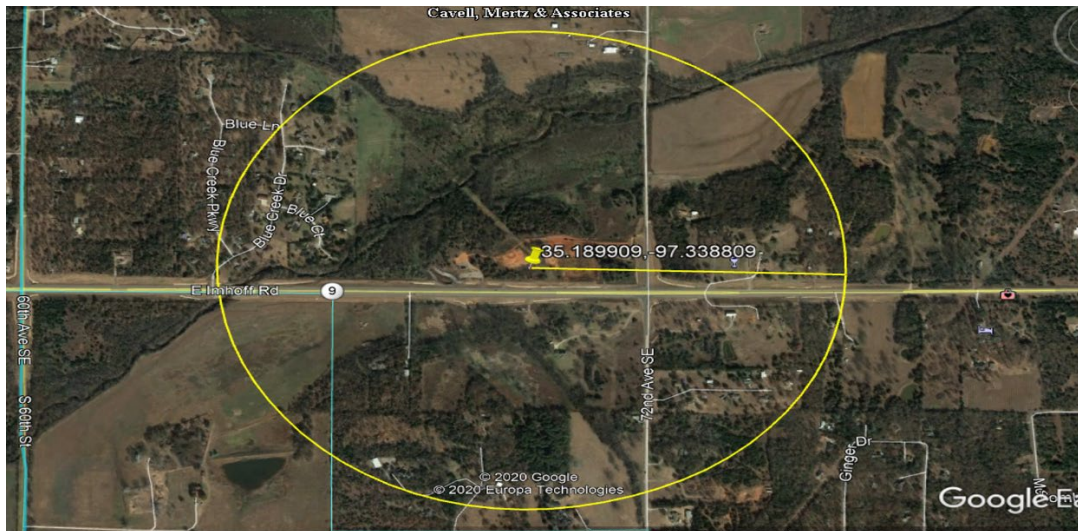 Cavell, Mertz & Associates
Blue Ln
Blue Creek Pkwy
Blue Creek Dr
Blue Ct
35.189909,-97.338809
E Imhoff Rd
9
60th Ave SE
S 60th St
72nd Ave SE
Ginger Dr
© 2020 Google
© 2020 Europa Technologies
Google Ea